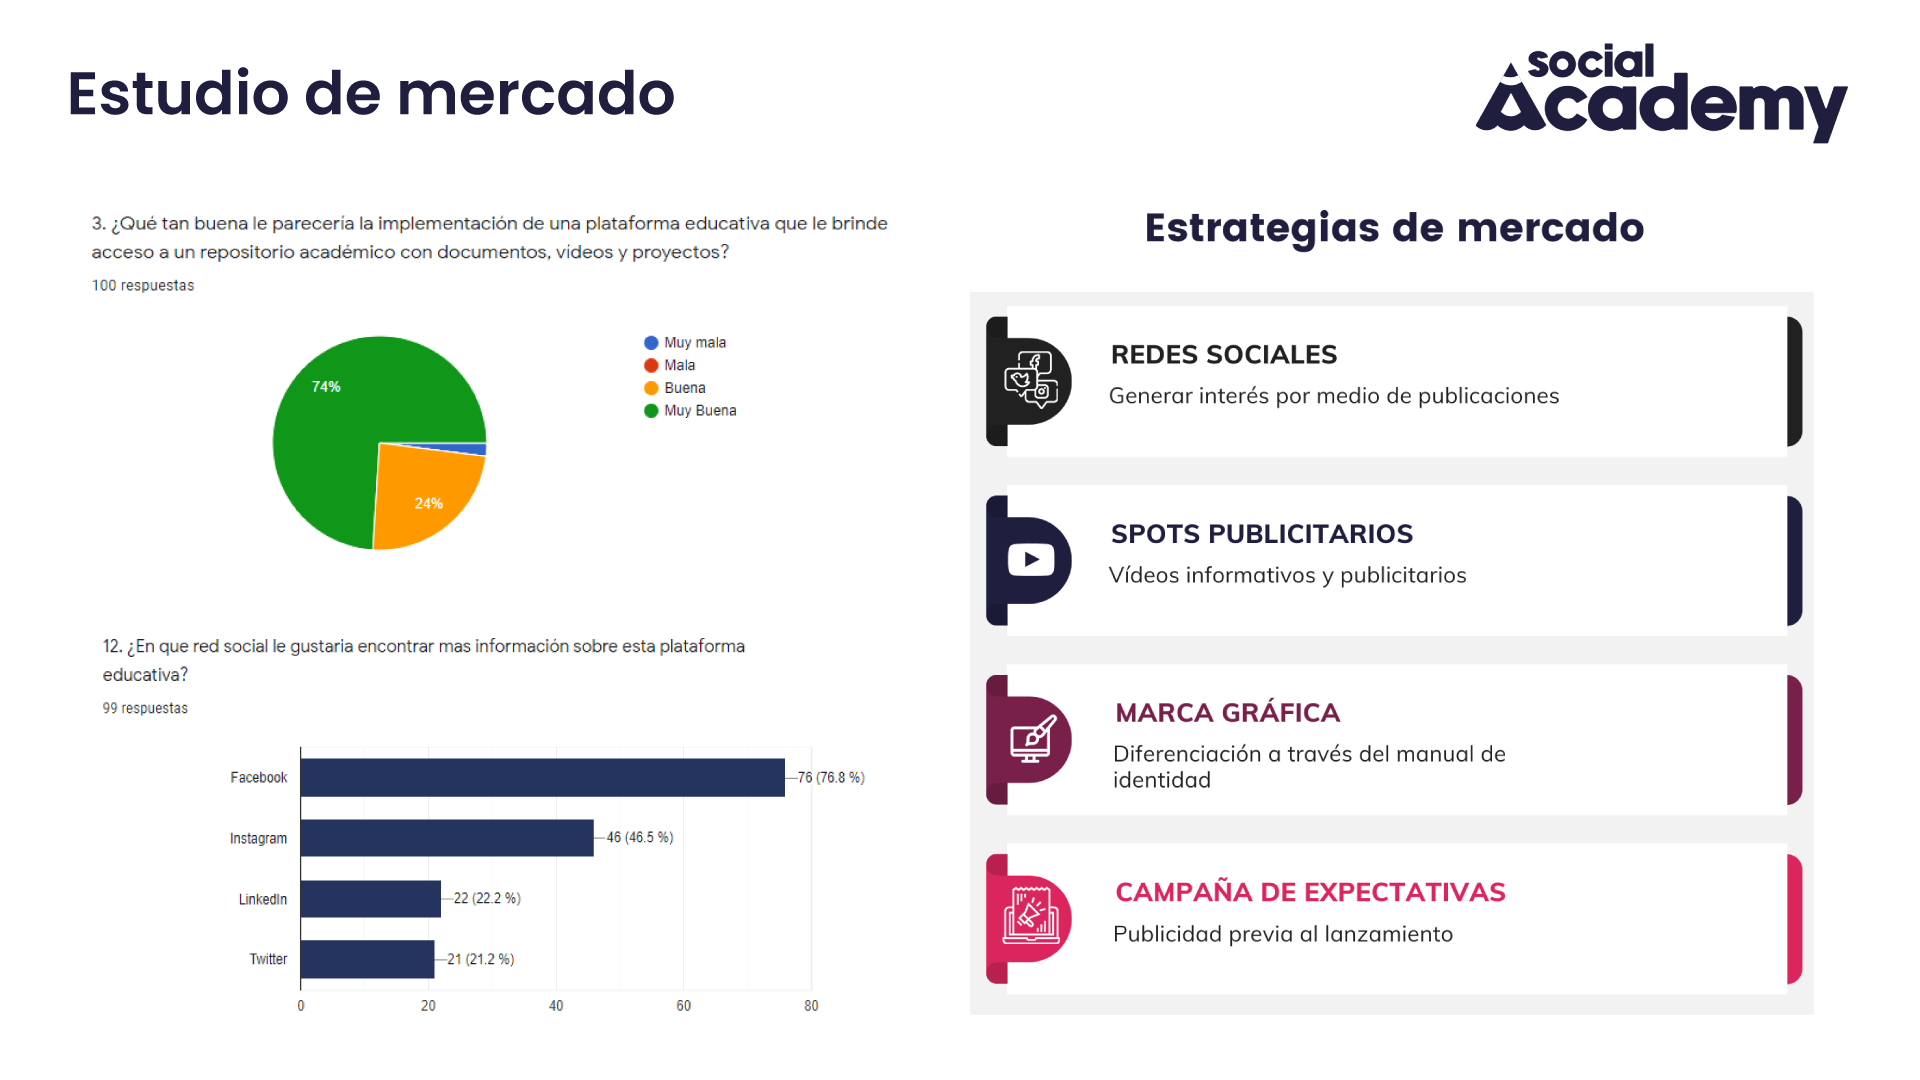 Estudio de mercado
social
Academy
3. ¿Qué tan buena le parecería la implementación de una plataforma educativa que le brinde
acceso a un repositorio académico con documentos, vídeos y proyectos?
100 respuestas
74%
24%
Muy mala
Mala
Buena
Muy Buena
12. ¿En que red social le gustaria encontrar mas información sobre esta plataforma
educativa?
99 respuestas
Facebook
76 (76.8 %)
Instagram
46 (46.5 %)
LinkedIn
22 (22.2 %)
Twitter
21 (21.2 %)
0 20 40 60 80
Estrategias de mercado
REDES SOCIALES
Generar interés por medio de publicaciones
SPOTS PUBLICITARIOS
Vídeos informativos y publicitarios
MARCA GRÁFICA
Diferenciación a través del manual de
identidad
CAMPAÑA DE EXPECTATIVAS
Publicidad previa al lanzamiento